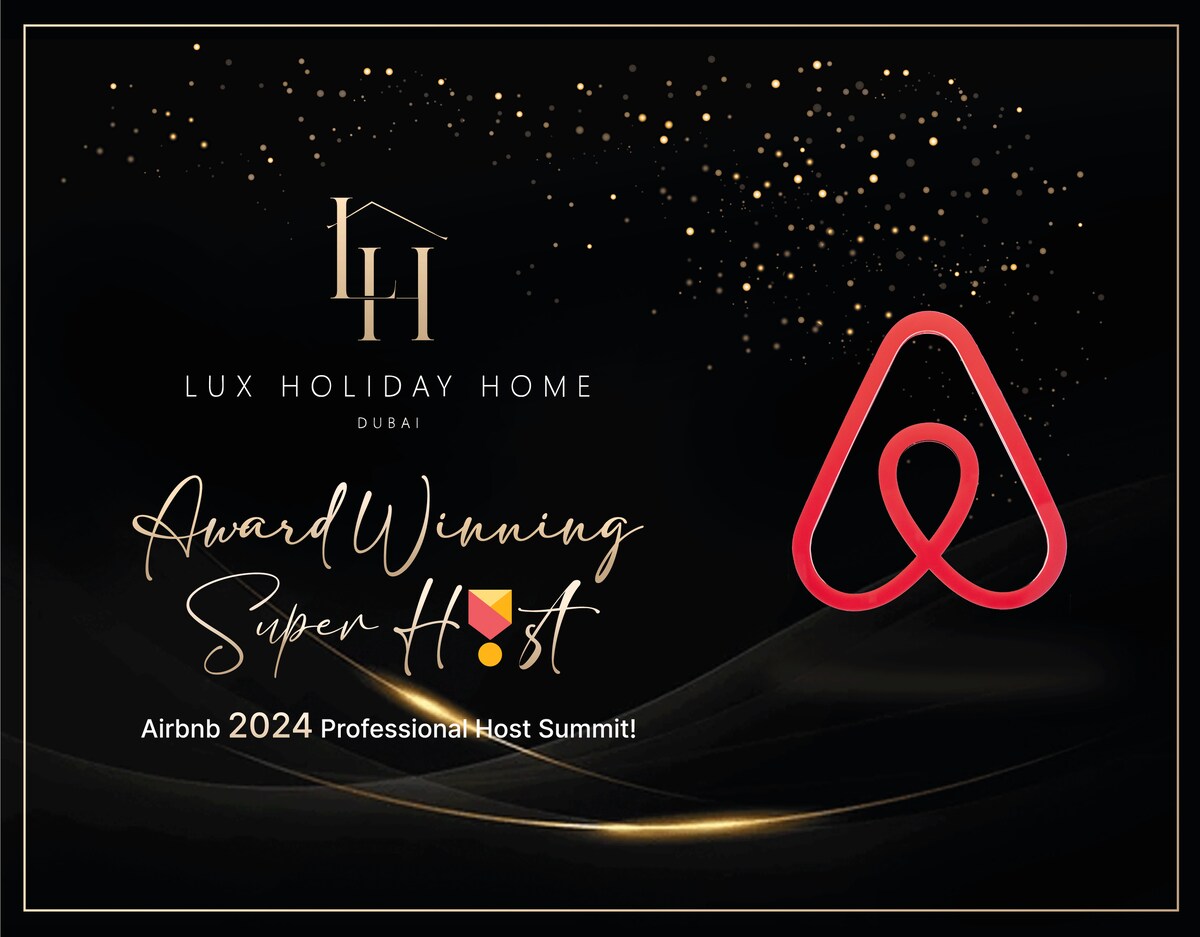 LH
LUX HOLIDAY HOME
DUBAI
Award Winning
Super Host
Airbnb 2024 Professional Host Summit!